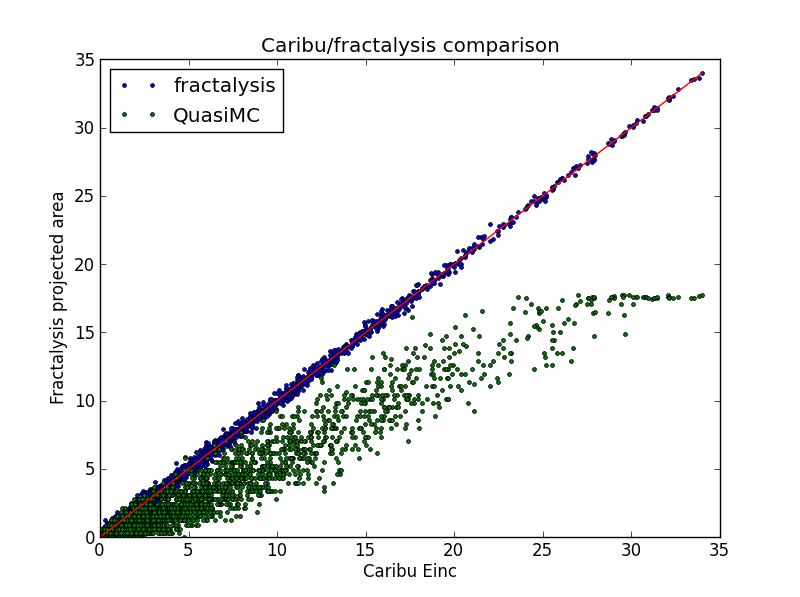 Caribu/fractalysis comparison
fractalysis
QuasiMC
Fractalysis projected area
35
30
25
20
15
10
5
0
0 5 10 15 20 25 30 35
Caribu Einc